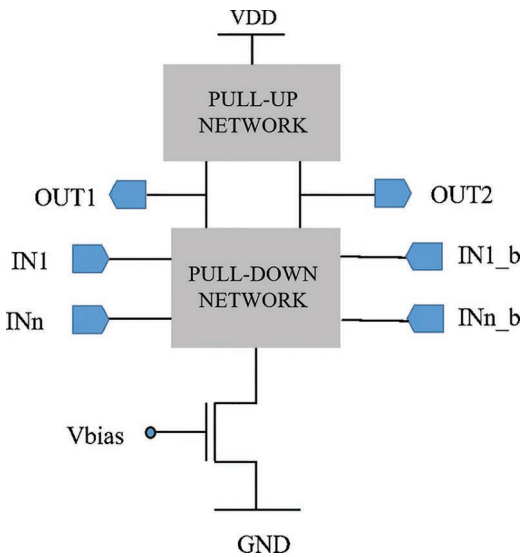 VDD
PULL-UP
NETWORK
OUT1
OUT2
IN1
PULL-DOWN
NETWORK
IN1_b
INn
INn_b
Vbias
GND